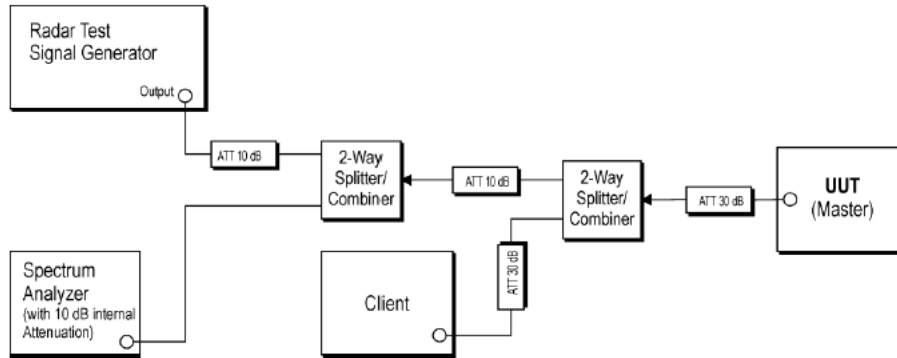 Radar Test
Signal Generator
Output
ATT 10 dB
2-Way
Splitter/
Combiner
ATT 10 dB
2-Way
Splitter/
Combiner
ATT 30 dB
UUT
(Master)
Spectrum
Analyzer
(with 10 dB internal
Attenuation)
Client
ATT 30 dB